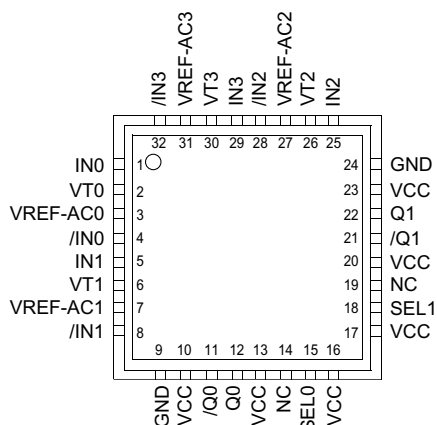 /IN3 VREF-AC3 VT3 IN3 /IN2 VREF-AC2 VT2 IN2
32 31 30 29 28 27 26 25
IN0 1 24 GND
VT0 2 23 VCC
VREF-AC0 3 22 Q1
/IN0 4 21 /Q1
IN1 5 20 VCC
VT1 6 19 NC
VREF-AC1 7 18 SEL1
/IN1 8 17 VCC
9 10 11 12 13 14 15 16
GND VCC /Q0 Q0 VCC NC SEL0 VCC